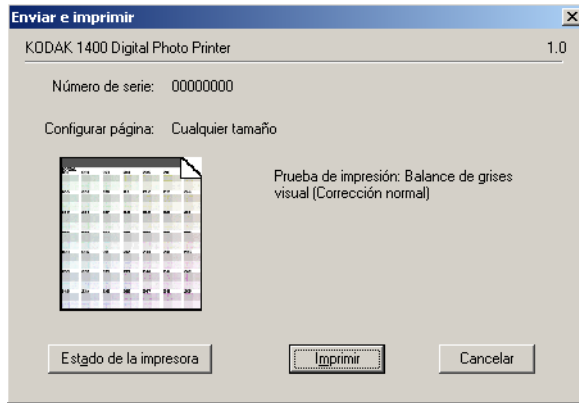 Enviar e imprimir
KODAK 1400 Digital Photo Printer 1.0
Número de serie: 00000000
Configurar página: Cualquier tamaño
Prueba de impresión: Balance de grises
visual (Corrección normal)
Estado de la impresora Imprimir Cancelar